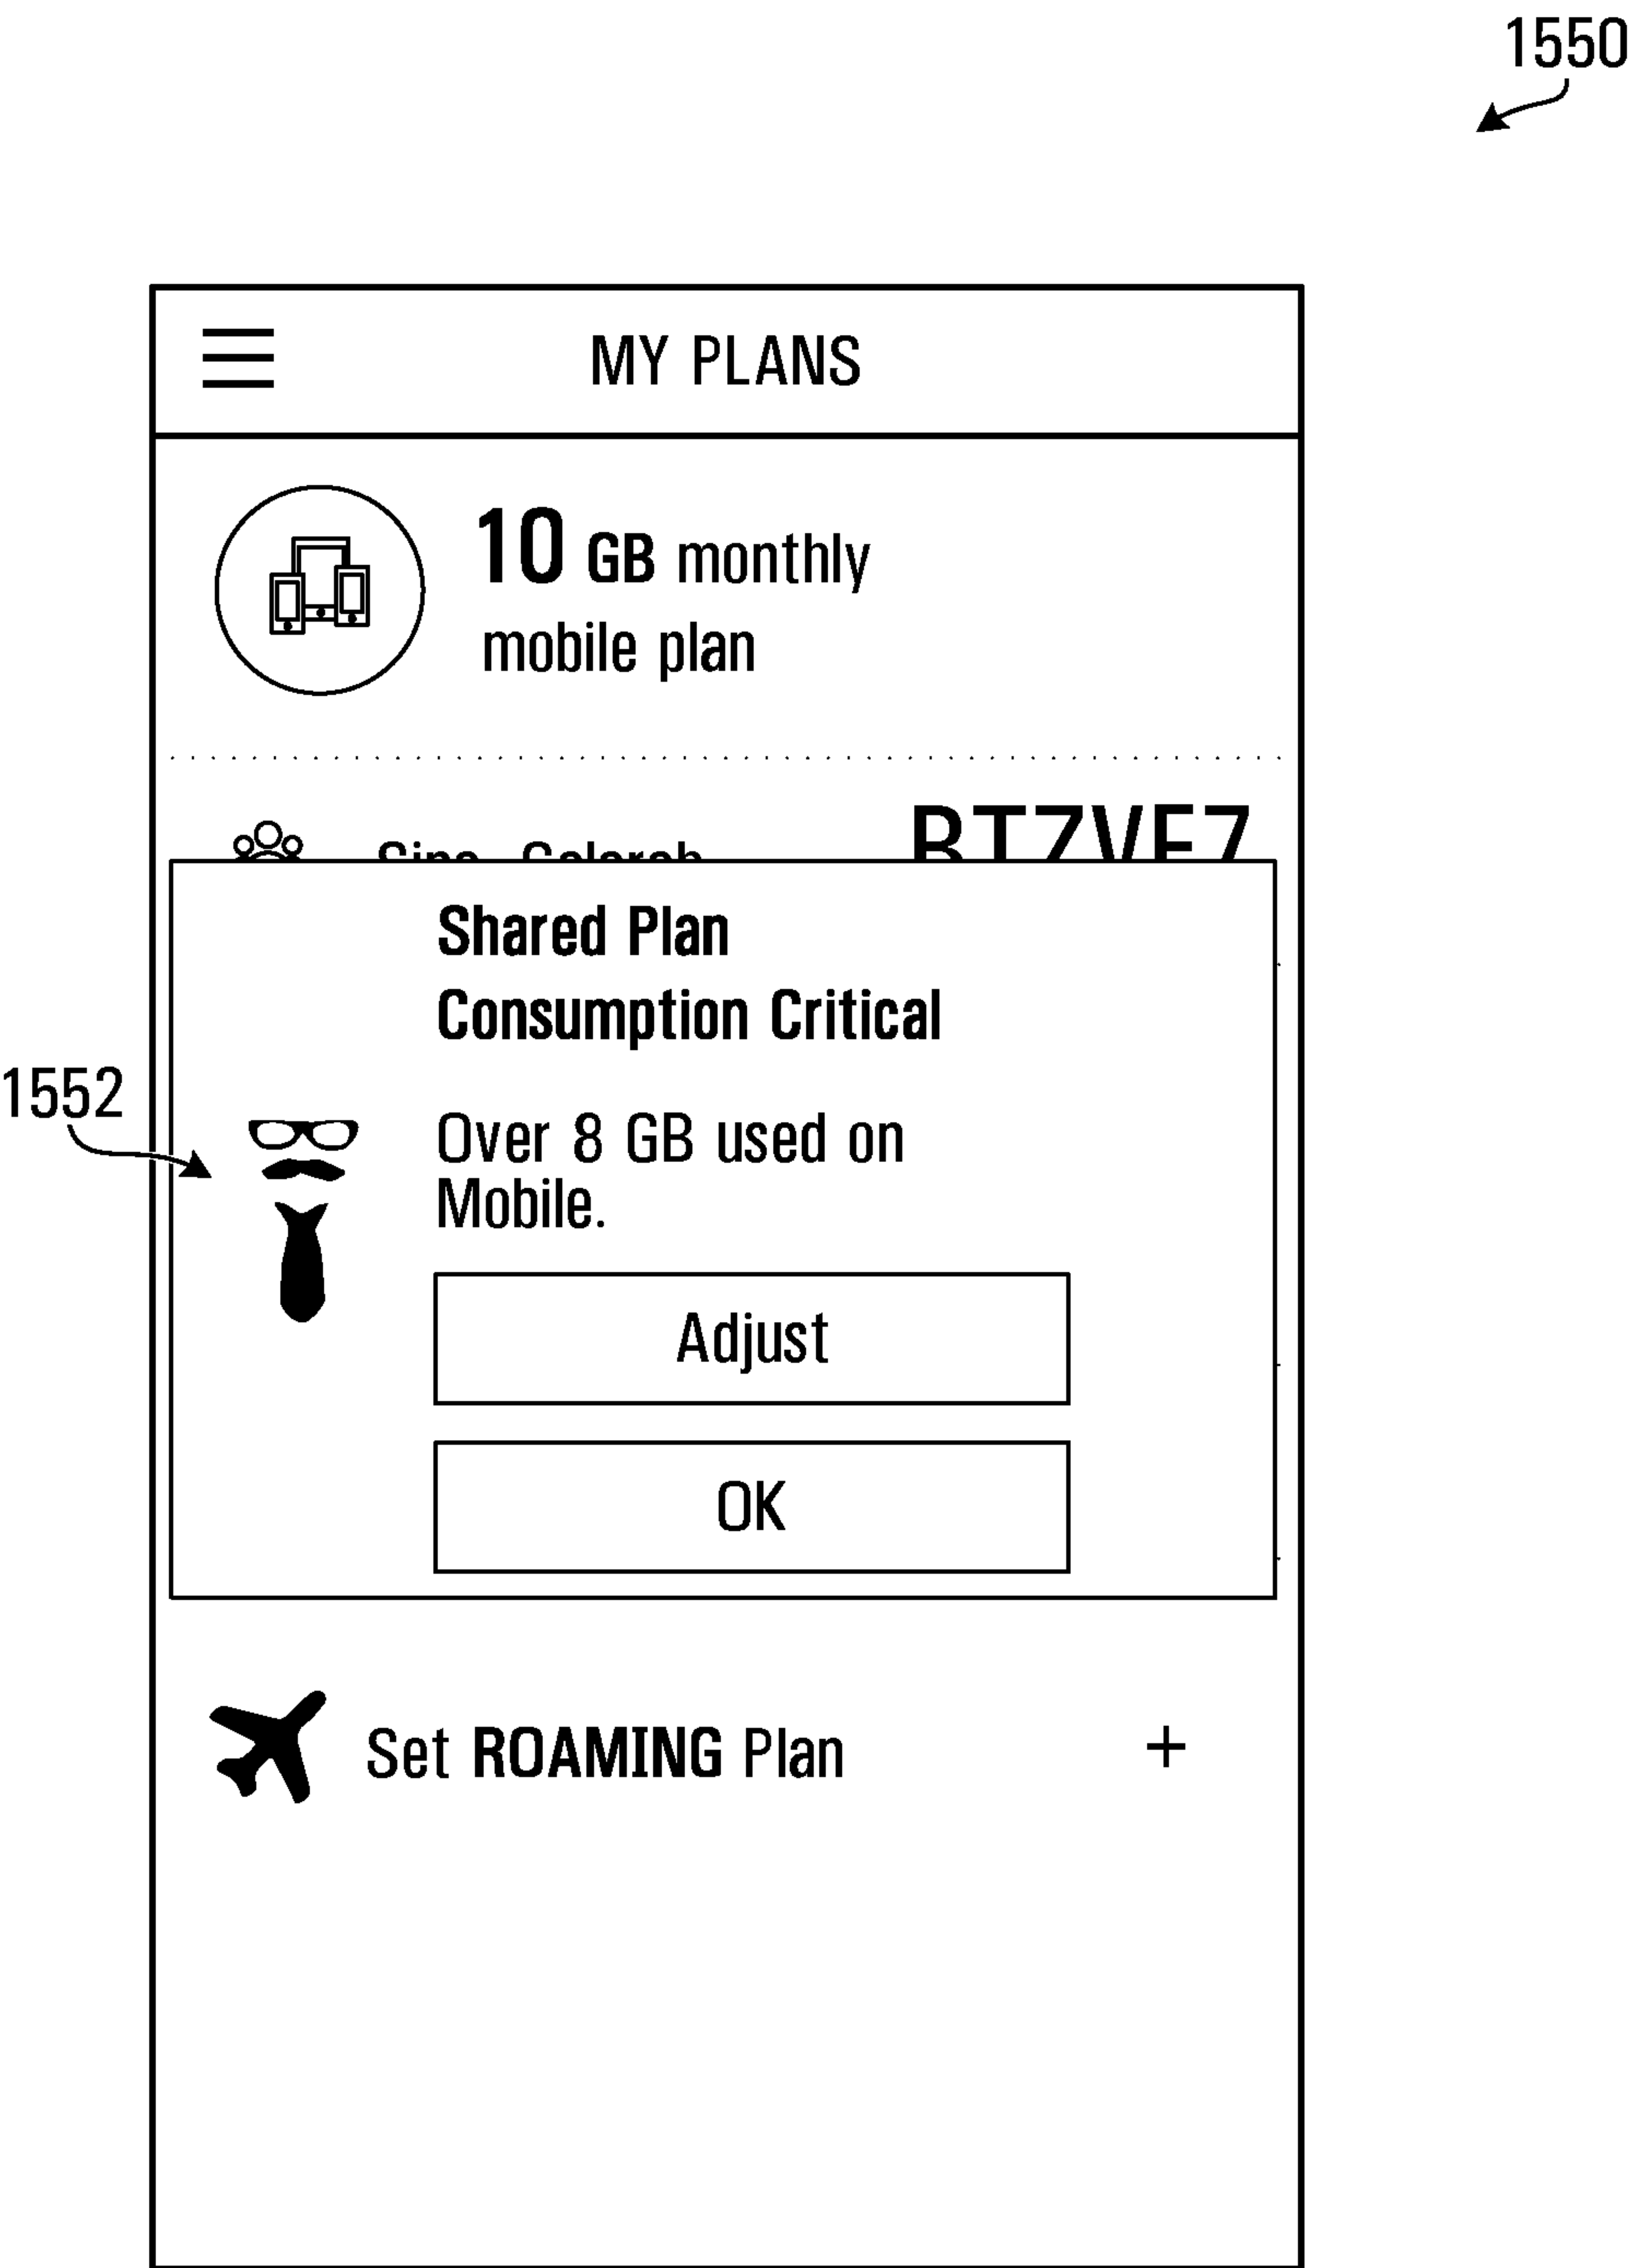 1550
MY PLANS
10 GB monthly
mobile plan
Shared Plan
Consumption Critical
1552
Over 8 GB used on
Mobile.
Adjust
OK
Set ROAMING Plan +